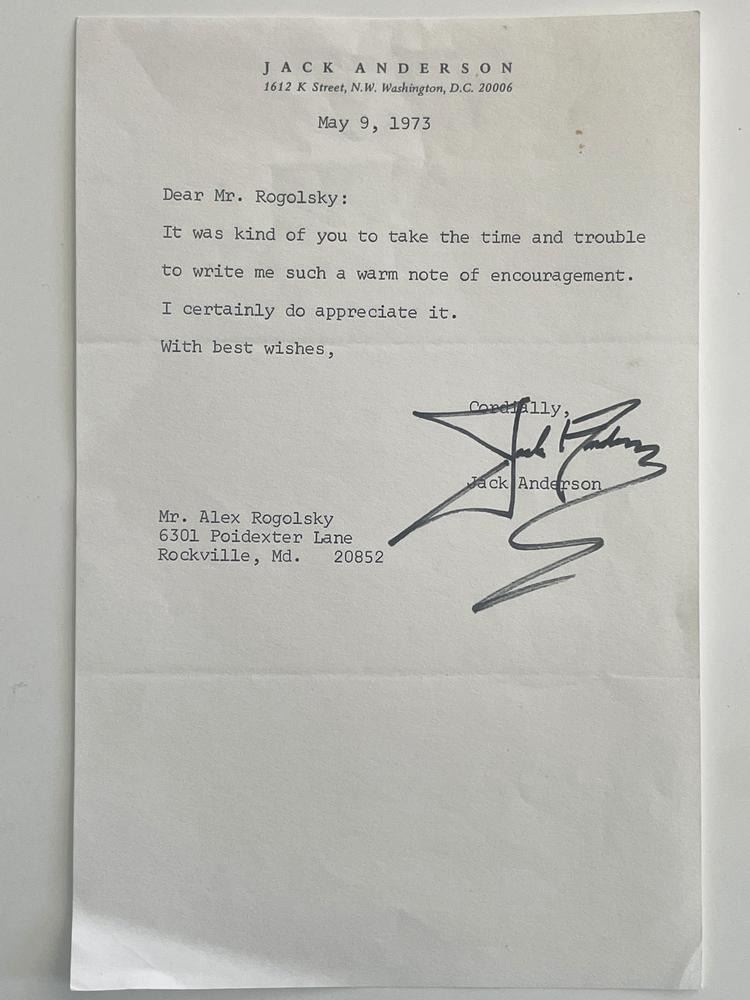 JACK ANDERSON
1612 K Street, N.W. Washington, D.C. 20006
May 9, 1973
Dear Mr. Rogolsky:
It was kind of you to take the time and trouble
to write me such a warm note of encouragement.
I certainly do appreciate it.
With best wishes,
Cordially,
Jack Anderson
Jack Anderson
Mr. Alex Rogolsky
6301 Poidexter Lane
Rockville, Md. 20852